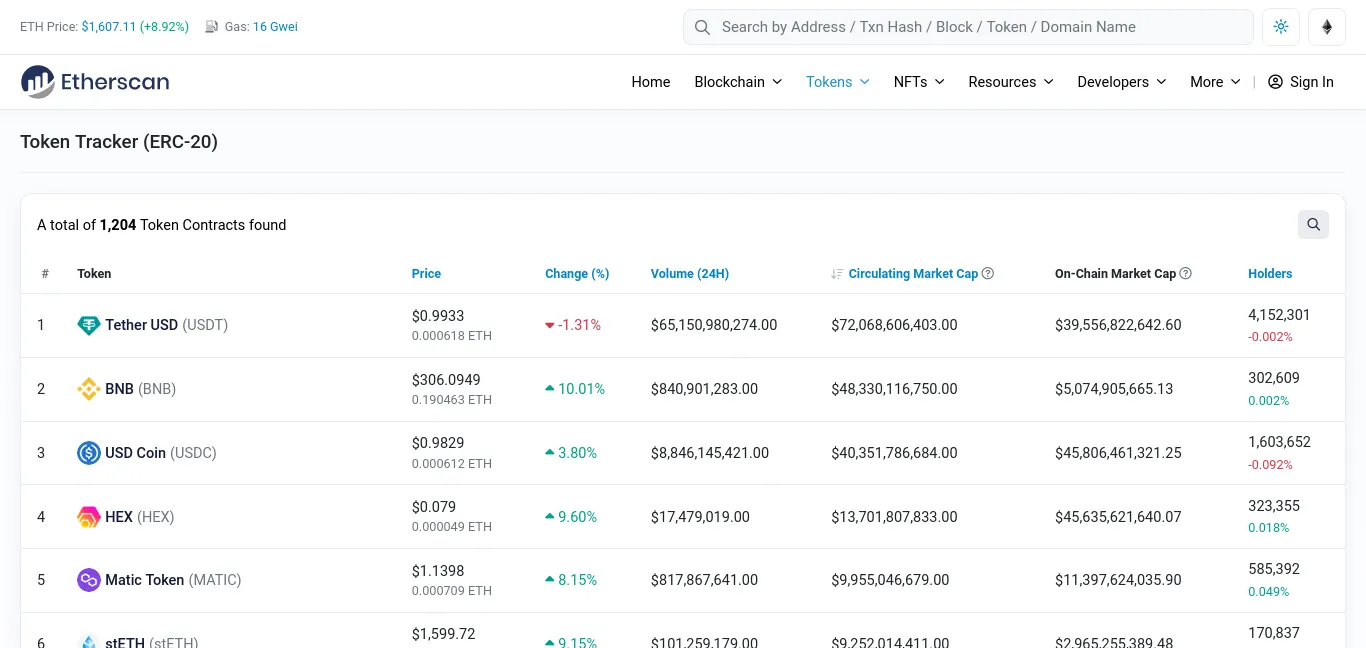 ETH Price: $1,607.11 (+8.92%) Gas: 16 Gwei Search by Address / Txn Hash / Block / Token / Domain Name
Etherscan Home Blockchain Tokens NFTs Resources Developers More | Sign In
Token Tracker (ERC-20)
A total of 1,204 Token Contracts found
# Token Price Change (%) Volume (24H) Circulating Market Cap On-Chain Market Cap Holders
1 Tether USD (USDT) $0.9933 -1.31% $65,150,980,274.00 $72,068,606,403.00 $39,556,822,642.60 4,152,301
0.000618 ETH -0.002%
2 BNB (BNB) $306.0949 10.01% $840,901,283.00 $48,330,116,750.00 $5,074,905,665.13 302,609
0.190463 ETH 0.002%
3 USD Coin (USDC) $0.9829 3.80% $8,846,145,421.00 $40,351,786,684.00 $45,806,461,321.25 1,603,652
0.000612 ETH -0.092%
4 HEX (HEX) $0.079 9.60% $17,479,019.00 $13,701,807,833.00 $45,635,621,640.07 323,355
0.000049 ETH 0.018%
5 Matic Token (MATIC) $1.1398 8.15% $817,867,641.00 $9,955,046,679.00 $11,397,624,035.90 585,392
0.000709 ETH 0.049%
6 stETH (stETH) $1,599.72 9.15% $101,259,179.00 $9,252,014,411.00 $2,965,255,389.48 170,837